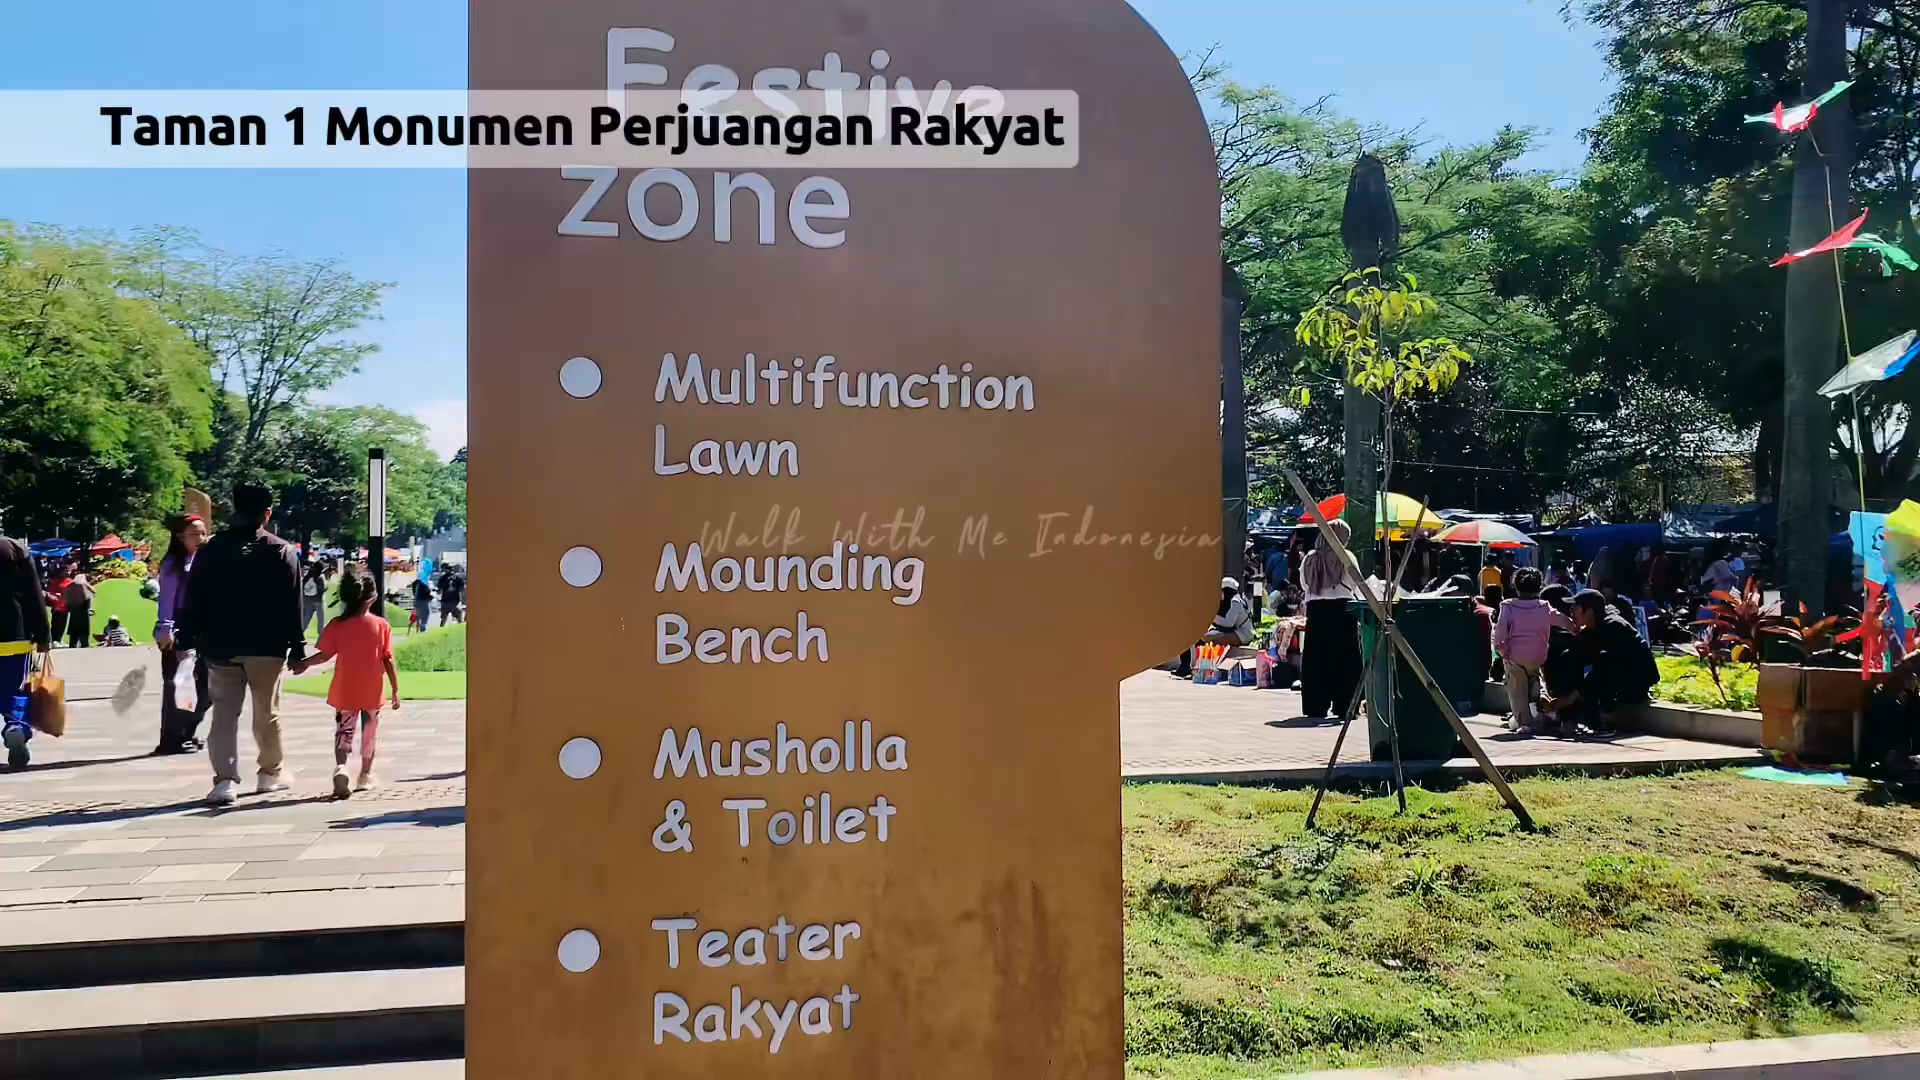 Festive
Taman 1 Monumen Perjuangan Rakyat
zone
Multifunction
Lawn
Walk With Me Indonesia
Mounding
Bench
Musholla
& Toilet
Teater
Rakyat